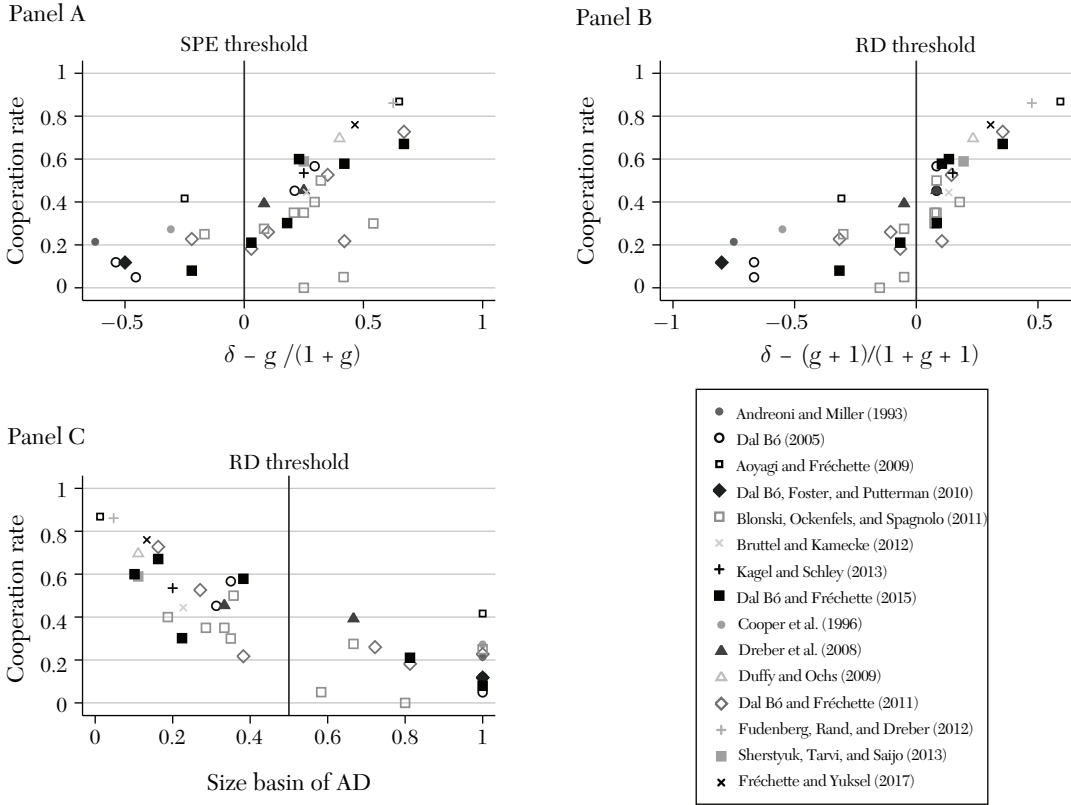 Panel A
SPE threshold
Cooperation rate
1
0.8
0.6
0.4
0.2
0
−0.5
0
0.5
1
δ − g /(1 + g)
Panel B
RD threshold
Cooperation rate
1
0.8
0.6
0.4
0.2
0
−1
−0.5
0
0.5
δ − (g + 1)/(1 + g + 1)
Panel C
RD threshold
Cooperation rate
1
0.8
0.6
0.4
0.2
0
0
0.2
0.4
0.6
0.8
1
Size basin of AD
Andreoni and Miller (1993)
Dal Bó (2005)
Aoyagi and Fréchette (2009)
Dal Bó, Foster, and Putterman (2010)
Blonski, Ockenfels, and Spagnolo (2011)
Bruttel and Kamecke (2012)
Kagel and Schley (2013)
Dal Bó and Fréchette (2015)
Cooper et al. (1996)
Dreber et al. (2008)
Duffy and Ochs (2009)
Dal Bó and Fréchette (2011)
Fudenberg, Rand, and Dreber (2012)
Sherstyuk, Tarvi, and Saijo (2013)
Fréchette and Yuksel (2017)